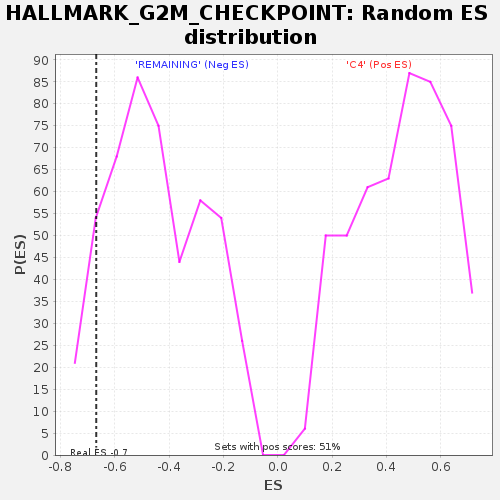 HALLMARK_G2M_CHECKPOINT: Random ES
distribution
'REMAINING' (Neg ES)
'C4' (Pos ES)
90
85
80
75
70
65
60
55
50
45
40
35
30
25
20
15
10
5
0
P(ES)
Sets with pos scores: 51%
Real ES -0.7
-0.8 -0.6 -0.4 -0.2 0.0 0.2 0.4 0.6
ES